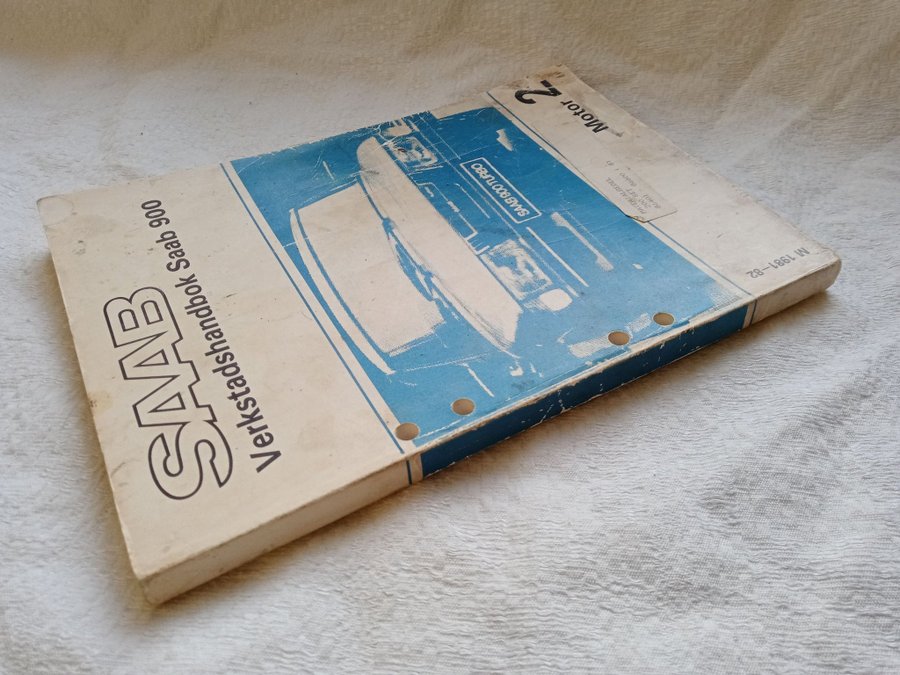 SAAB
Verkstadshandbok Saab 900
SAAB 900 TURBO
Motor 2
M 1981–82